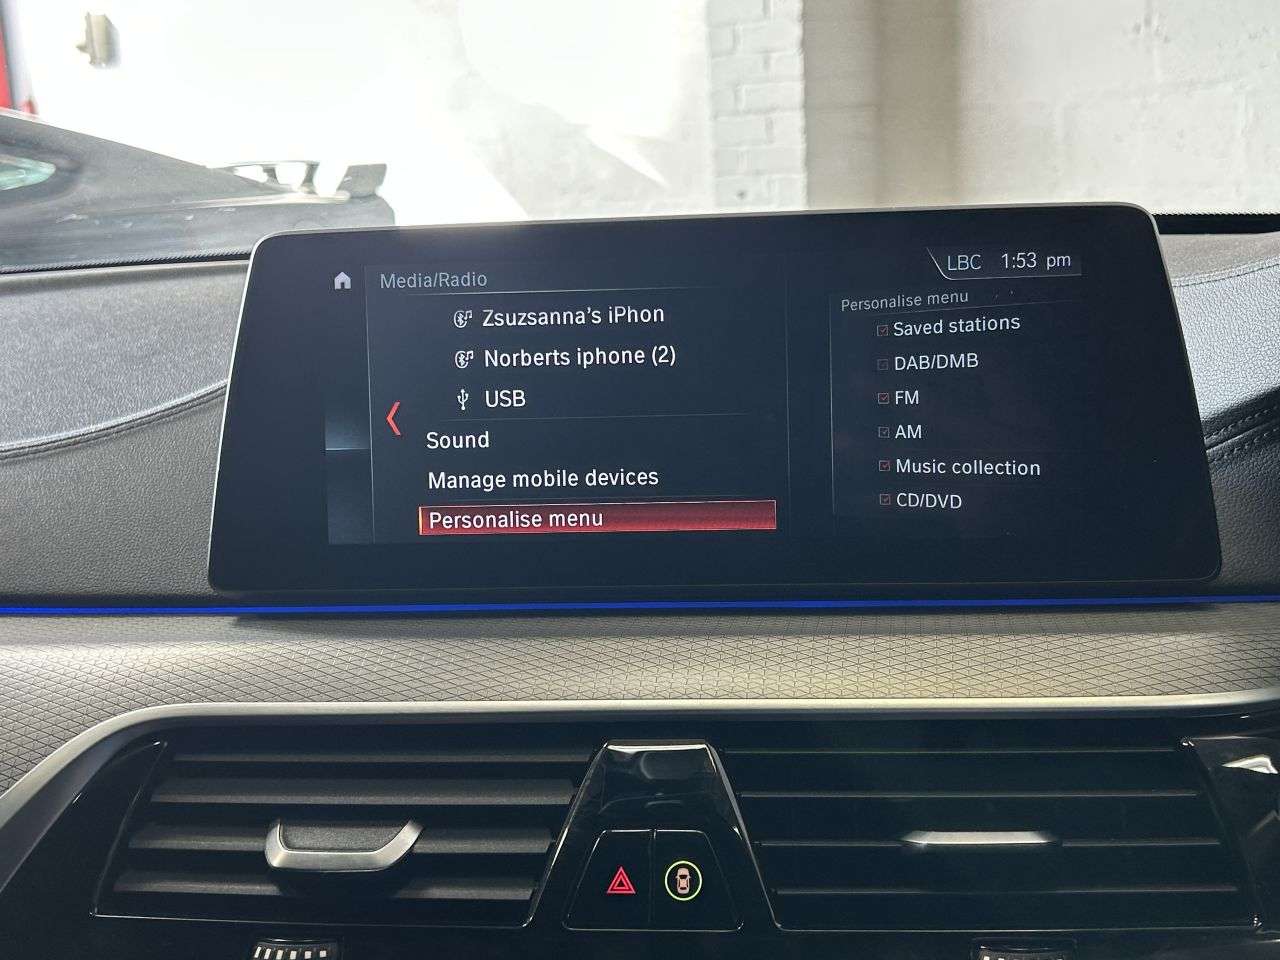 Media/Radio
LBC 1:53 pm
Zsuzsanna's iPhon
Norberts iphone (2)
USB
Sound
Manage mobile devices
Personalise menu
Personalise menu
Saved stations
DAB/DMB
FM
AM
Music collection
CD/DVD